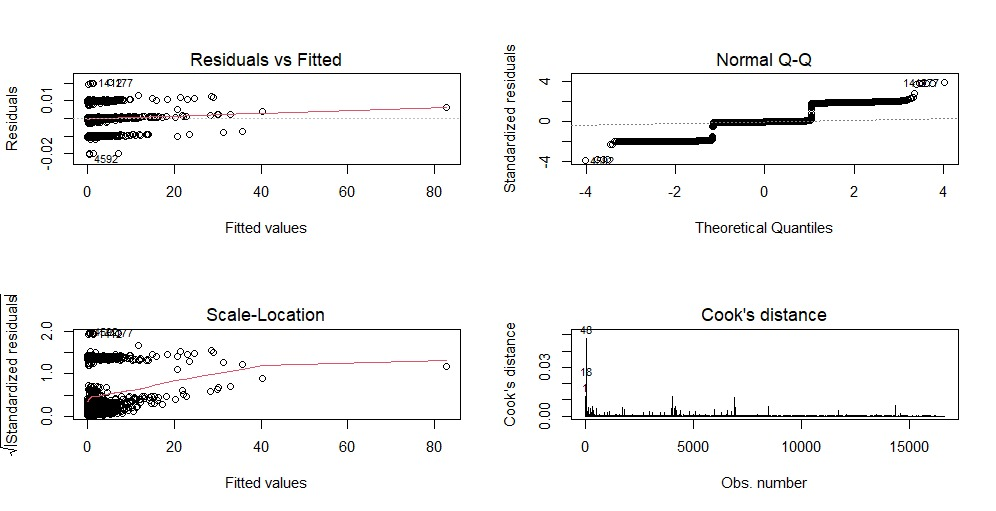 Residuals vs Fitted
Residuals
-0.02
0.01
4592
0
20
40
60
80
Fitted values
Normal Q-Q
Standardized residuals
-4
0
4
-4
-2
0
2
4
Theoretical Quantiles
Scale-Location
√|Standardized residuals|
0.0
1.0
2.0
0
20
40
60
80
Fitted values
Cook's distance
Cook's distance
0.00
0.03
48
18
1
0
5000
10000
15000
Obs. number